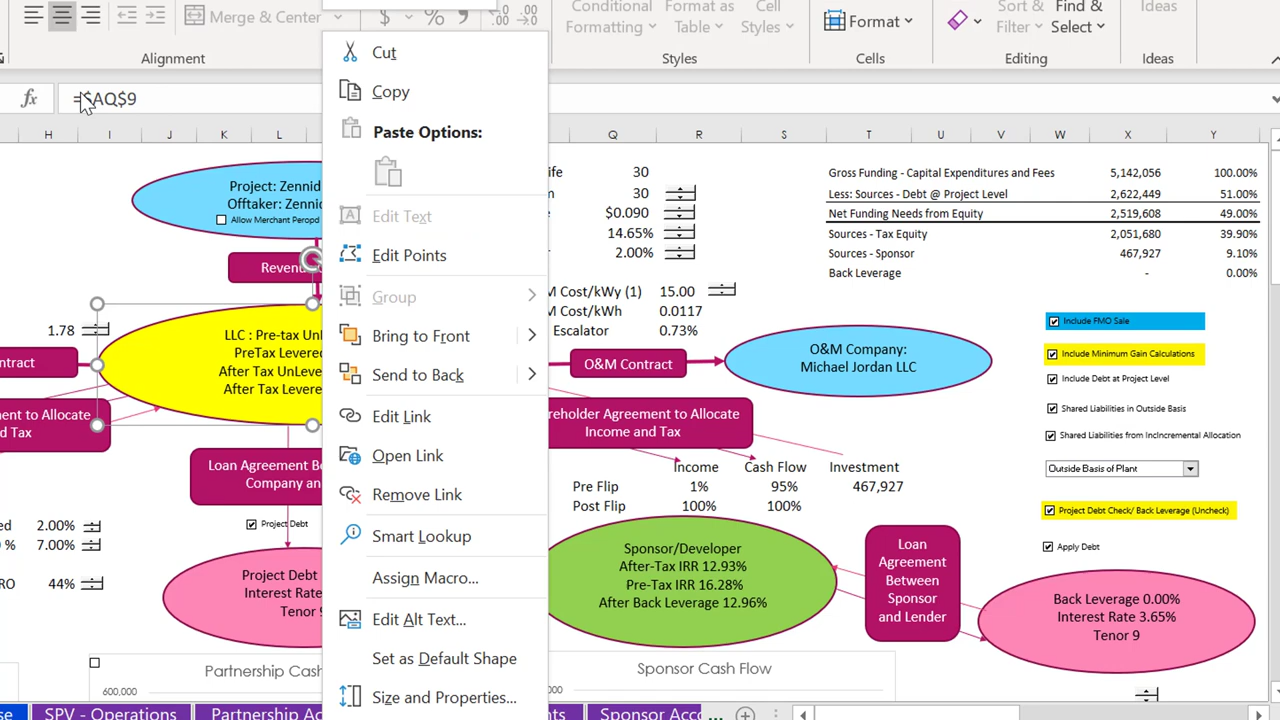 Merge & Center
$
%
Conditional
Formatting
Format as
Table
Cell
Styles
Format
Sort &
Filter
Find &
Select
Ideas
Alignment
Styles
Cells
Editing
Ideas
fx
=$AQ$9
H I J K L Q R S T U V W X Y
Cut
Copy
Paste Options:
Edit Text
Edit Points
Group
Bring to Front
Send to Back
Edit Link
Open Link
Remove Link
Smart Lookup
Assign Macro...
Edit Alt Text...
Set as Default Shape
Size and Properties...
Project: Zennid
Offtaker: Zennid
Allow Merchant Peropd
30
30
$0.090
14.65%
2.00%
Gross Funding - Capital Expenditures and Fees 5,142,056 100.00%
Less: Sources - Debt @ Project Level 2,622,449 51.00%
Net Funding Needs from Equity 2,519,608 49.00%
Sources - Tax Equity 2,051,680 39.90%
Sources - Sponsor 467,927 9.10%
Back Leverage - 0.00%
M Cost/kWy (1) 15.00
M Cost/kWh 0.0117
Escalator 0.73%
1.78
LLC : Pre-tax Un
PreTax Levered
After Tax UnLeve
After Tax Levere
O&M Contract
O&M Company:
Michael Jordan LLC
Include FMO Sale
Include Minimum Gain Calculations
Include Debt at Project Level
Shared Liabilities in Outside Basis
Shared Liabilities from IncIncremental Allocation
Outside Basis of Plant
Project Debt Check/ Back Leverage (Uncheck)
Apply Debt
ment to Allocate
d Tax
reholder Agreement to Allocate
Income and Tax
Loan Agreement Be
Company an
Project Debt
Income Cash Flow Investment
Pre Flip 1% 95% 467,927
Post Flip 100% 100%
2.00%
% 7.00%
RO 44%
Project Debt
Interest Rate
Tenor 9
Sponsor/Developer
After-Tax IRR 12.93%
Pre-Tax IRR 16.28%
After Back Leverage 12.96%
Loan
Agreement
Between
Sponsor
and Lender
Back Leverage 0.00%
Interest Rate 3.65%
Tenor 9
Partnership Cas
600,000
Sponsor Cash Flow
SPV - Operations
Sponsor Acc
...